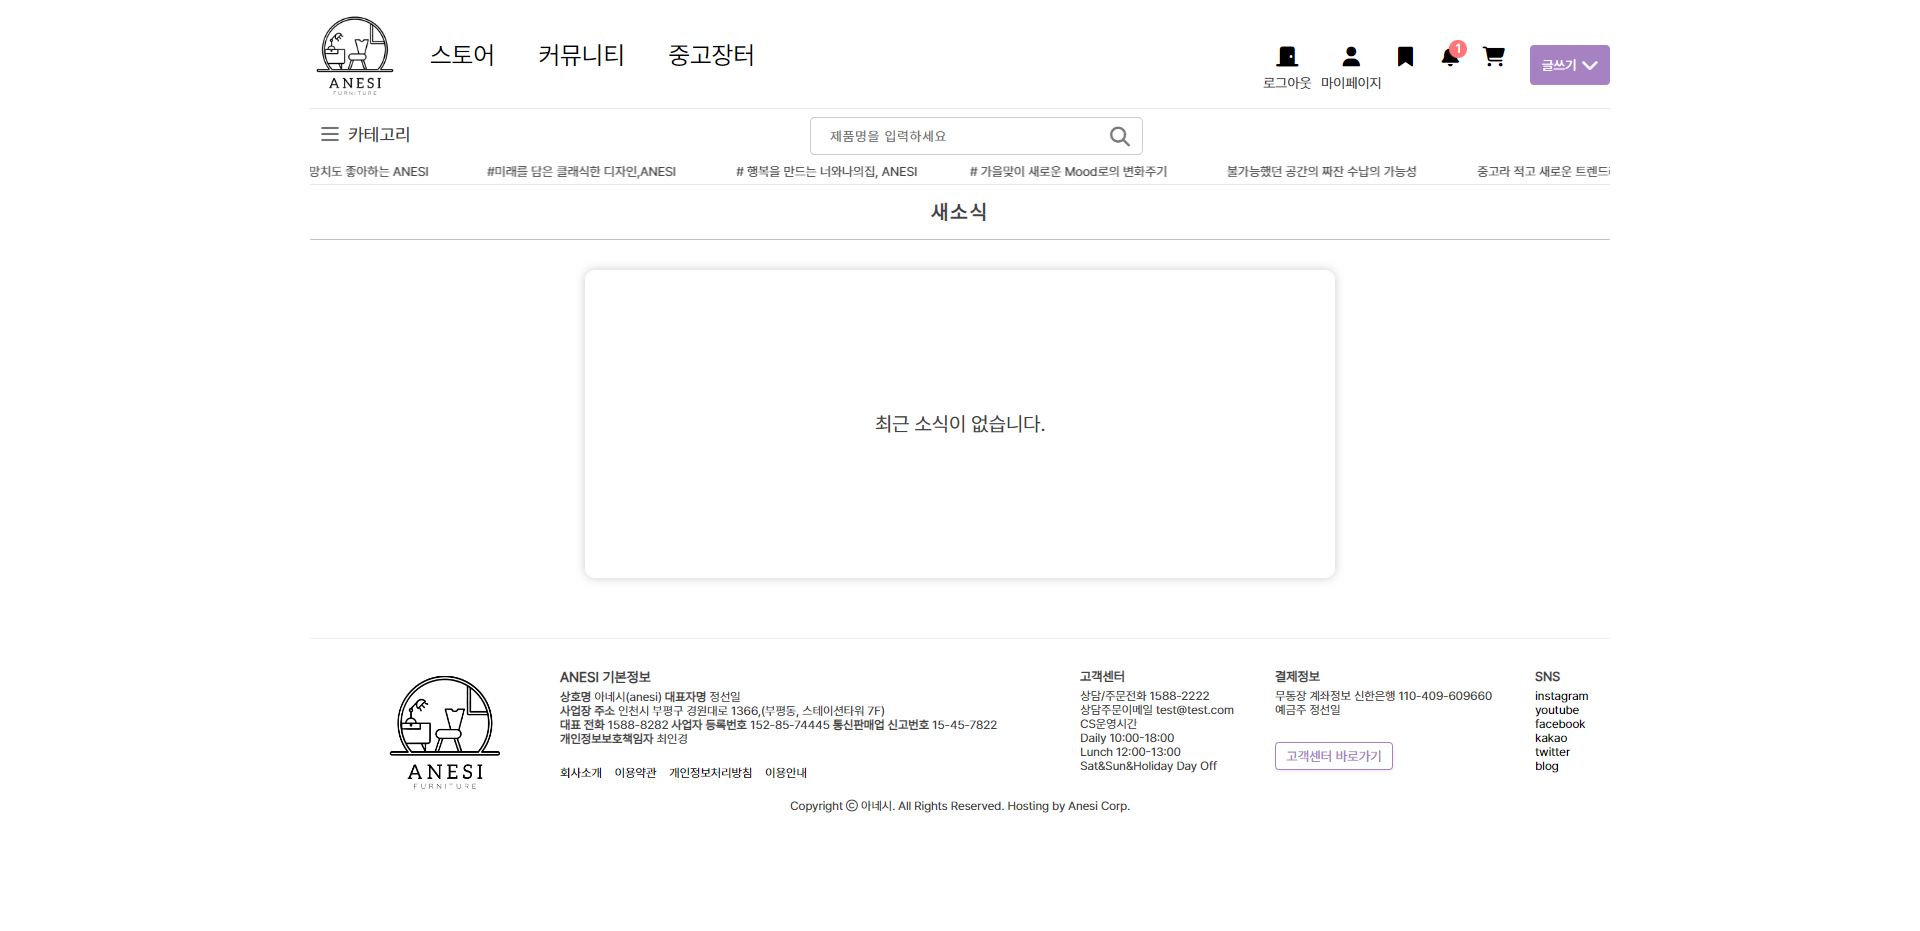 ANESI
FURNITURE
스토어 커뮤니티 중고장터
1
로그아웃 마이페이지
글쓰기
카테고리
제품명을 입력하세요
망치도 좋아하는 ANESI #미래를 담은 클래식한 디자인,ANESI # 행복을 만드는 너와나의집, ANESI # 가을맞이 새로운 Mood로의 변화주기 불가능했던 공간의 짜잔 수납의 가능성 중고라 적고 새로운 트렌드
새소식
최근 소식이 없습니다.
ANESI
FURNITURE
ANESI 기본정보
상호명 아네시(anesi) 대표자명 정선일
사업장 주소 인천시 부평구 경원대로 1366,(부평동, 스테이션타워 7F)
대표 전화 1588-8282 사업자 등록번호 152-85-74445 통신판매업 신고번호 15-45-7822
개인정보보호책임자 최인경
회사소개 이용약관 개인정보처리방침 이용안내
고객센터
상담/주문전화 1588-2222
상담주문이메일 test@test.com
CS운영시간
Daily 10:00-18:00
Lunch 12:00-13:00
Sat&Sun&Holiday Day Off
결제정보
무통장 계좌정보 신한은행 110-409-609660
예금주 정선일
고객센터 바로가기
SNS
instagram
youtube
facebook
kakao
twitter
blog
Copyright ⓒ 아네시. All Rights Reserved. Hosting by Anesi Corp.